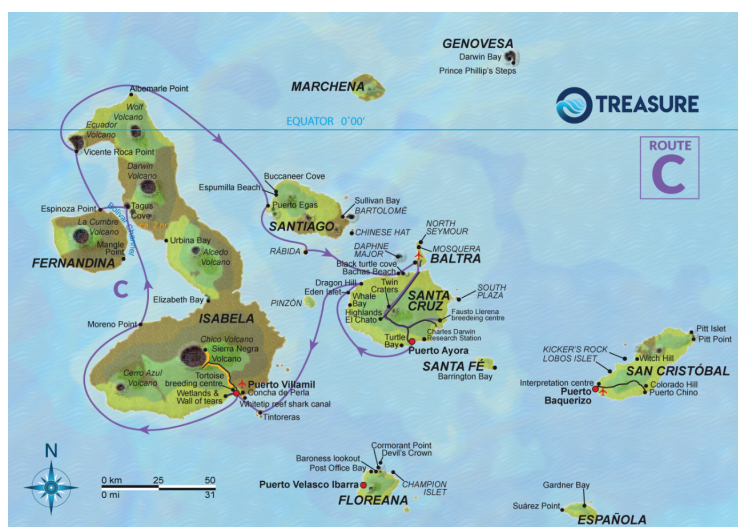 GENOVESA
Darwin Bay
Prince Phillip's Steps
MARCHENA
TREASURE
EQUATOR 0°00'
ROUTE
C
Albemarle Point
Wolf
Volcano
Ecuador
Volcano
Vicente Roca Point
Darwin
Volcano
Buccaneer Cove
Espumilla Beach
Puerto Egas
Sullivan Bay
BARTOLOMÉ
SANTIAGO
CHINESE HAT
RÁBIDA
Espinoza Point
Tagus
Cove
Bolivar Channel
La Cumbre
Volcano
Mangle
Point
FERNANDINA
Urbina Bay
Alcedo
Volcano
C
Elizabeth Bay
Moreno Point
ISABELA
NORTH
SEYMOUR
MOSQUERA
DAPHNE
MAJOR
BALTRA
Black turtle cove
Bachas Beach
Dragon Hill
Eden Islet
Whale
Bay
Twin
Craters
SANTA
CRUZ
SOUTH
PLAZA
Highlands
El Chato
Fausto Llerena
breedeing centre
Charles Darwin
Research Station
Turtle
Bay
Puerto Ayora
PINZÓN
SANTA FÉ
Barrington Bay
Pitt Islet
Pitt Point
KICKER'S ROCK
LOBOS ISLET
Witch Hill
SAN CRISTÓBAL
Interpretation centre
Puerto
Baquerizo
Colorado Hill
Puerto Chino
Chico Volcano
Sierra Negra
Volcano
Cerro Azul
Volcano
Tortoise
breeding centre
Wetlands &
Wall of tears
Puerto Villamil
Concha de Perla
Whitetip reef shark canal
Tintoreras
N
0 km 25 50
0 mi 31
Cormorant Point
Devil's Crown
Baroness lookout
Post Office Bay
Puerto Velasco Ibarra
CHAMPION
ISLET
FLOREANA
Gardner Bay
Suárez Point
ESPAÑOLA